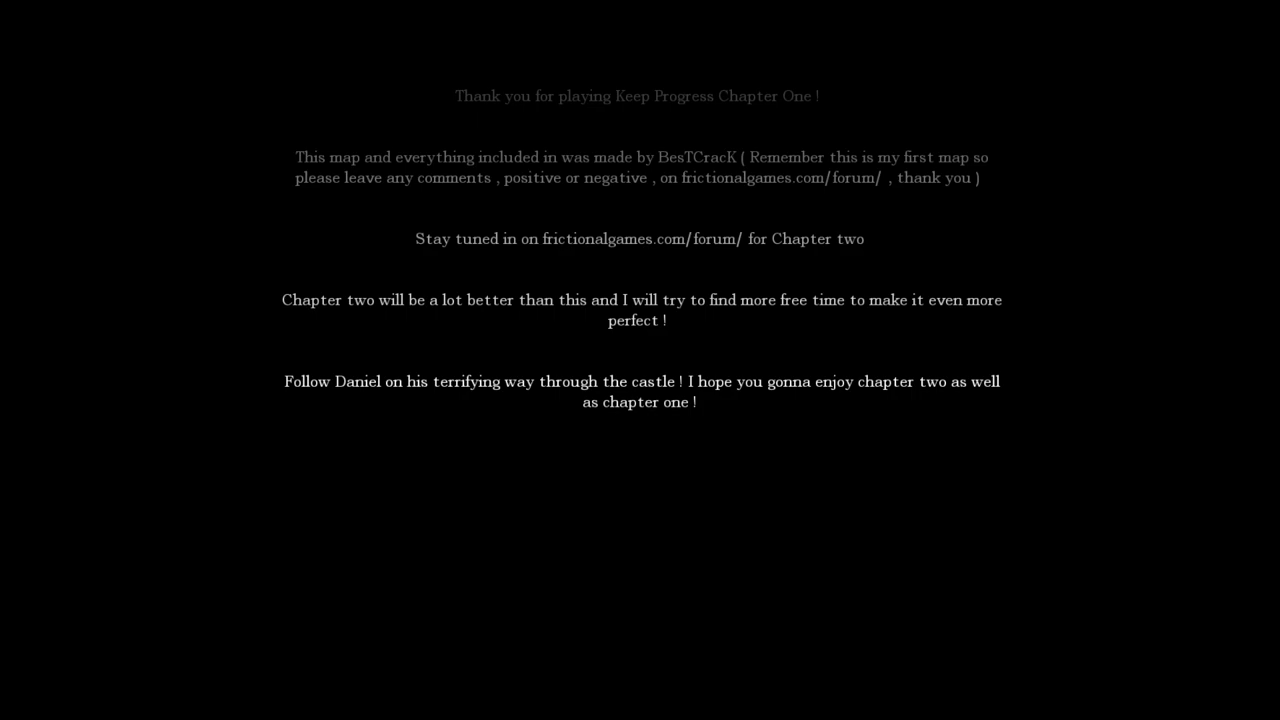 Thank you for playing Keep Progress Chapter One !
This map and everything included in was made by BesTCracK ( Remember this is my first map so
please leave any comments , positive or negative , on frictionalgames.com/forum/ , thank you )
Stay tuned in on frictionalgames.com/forum/ for Chapter two
Chapter two will be a lot better than this and I will try to find more free time to make it even more
perfect !
Follow Daniel on his terrifying way through the castle ! I hope you gonna enjoy chapter two as well
as chapter one !